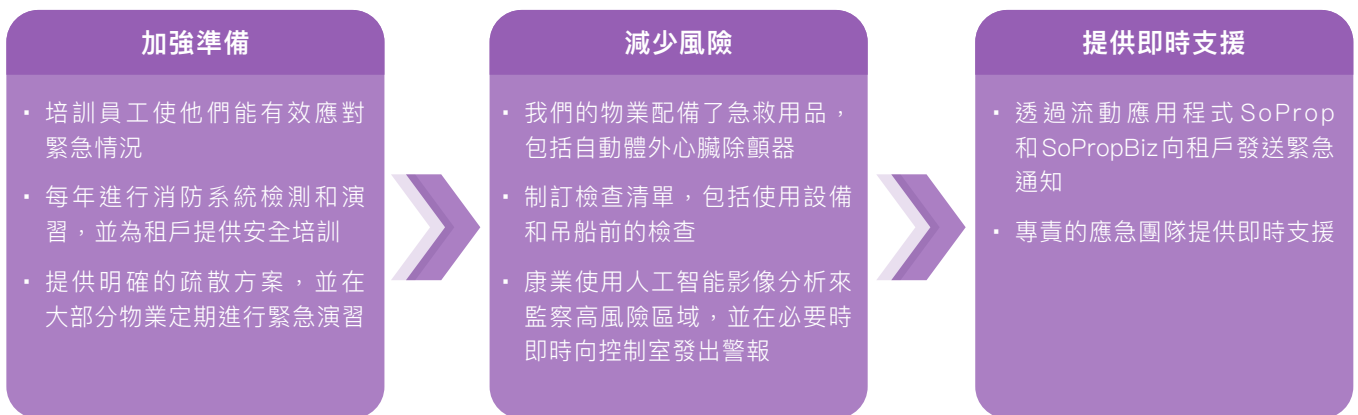 加強準備
▪ 培訓員工使他們能有效應對
緊急情況
▪ 每年進行消防系統檢測和演
習，並為租戶提供安全培訓
▪ 提供明確的疏散方案，並在
大部分物業定期進行緊急演習
減少風險
▪ 我們的物業配備了急救用品，
包括自動體外心臟除顫器
▪ 制訂檢查清單，包括使用設備
和吊船前的檢查
▪ 康業使用人工智能影像分析來
監察高風險區域，並在必要時
即時向控制室發出警報
提供即時支援
▪ 透過流動應用程式SoProp
和SoPropBiz向租戶發送緊急
通知
▪ 專責的應急團隊提供即時支援